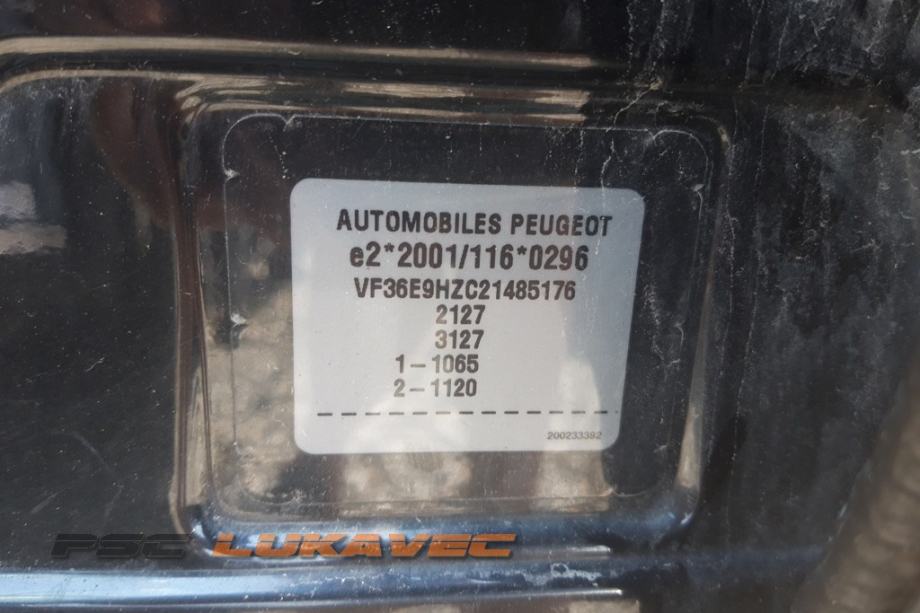 AUTOMOBILES PEUGEOT
e2*2001/116*0296
VF36E9HZC21485176
2127
3127
1-1065
2-1120
200233392
PSC LUKAVEC